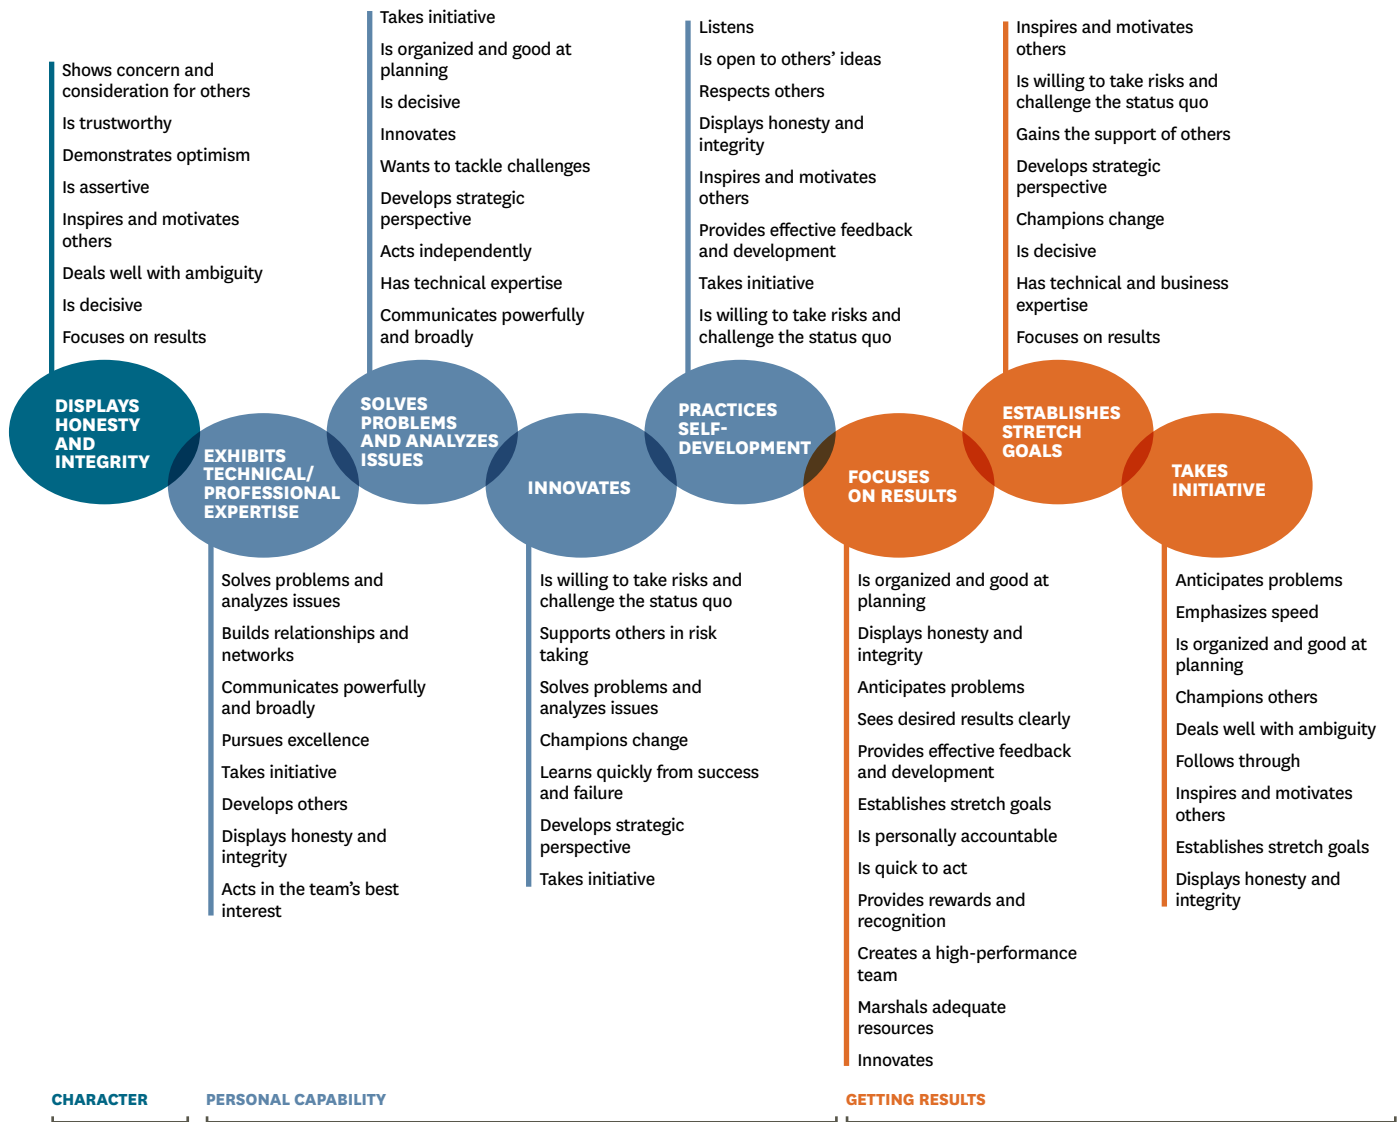 Shows concern and
consideration for others
Is trustworthy
Demonstrates optimism
Is assertive
Inspires and motivates
others
Deals well with ambiguity
Is decisive
Focuses on results
DISPLAYS
HONESTY
AND
INTEGRITY
EXHIBITS
TECHNICAL/
PROFESSIONAL
EXPERTISE
Solves problems and
analyzes issues
Builds relationships and
networks
Communicates powerfully
and broadly
Pursues excellence
Takes initiative
Develops others
Displays honesty and
integrity
Acts in the team’s best
interest
Takes initiative
Is organized and good at
planning
Is decisive
Innovates
Wants to tackle challenges
Develops strategic
perspective
Acts independently
Has technical expertise
Communicates powerfully
and broadly
SOLVES
PROBLEMS
AND ANALYZES
ISSUES
INNOVATES
Is willing to take risks and
challenge the status quo
Supports others in risk
taking
Solves problems and
analyzes issues
Champions change
Learns quickly from success
and failure
Develops strategic
perspective
Takes initiative
Listens
Is open to others’ ideas
Respects others
Displays honesty and
integrity
Inspires and motivates
others
Provides effective feedback
and development
Takes initiative
Is willing to take risks and
challenge the status quo
PRACTICES
SELF-
DEVELOPMENT
FOCUSES
ON RESULTS
Is organized and good at
planning
Displays honesty and
integrity
Anticipates problems
Sees desired results clearly
Provides effective feedback
and development
Establishes stretch goals
Is personally accountable
Is quick to act
Provides rewards and
recognition
Creates a high-performance
team
Marshals adequate
resources
Innovates
Inspires and motivates
others
Is willing to take risks and
challenge the status quo
Gains the support of others
Develops strategic
perspective
Champions change
Is decisive
Has technical and business
expertise
Focuses on results
ESTABLISHES
STRETCH
GOALS
TAKES
INITIATIVE
Anticipates problems
Emphasizes speed
Is organized and good at
planning
Champions others
Deals well with ambiguity
Follows through
Inspires and motivates
others
Establishes stretch goals
Displays honesty and
integrity
CHARACTER
PERSONAL CAPABILITY
GETTING RESULTS